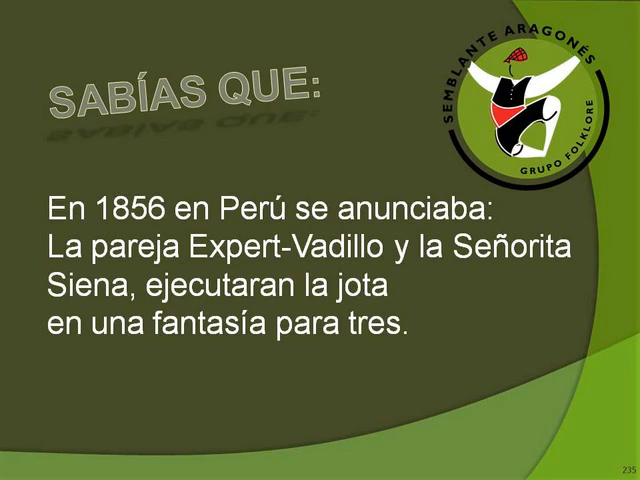 SABÍAS QUE:
SEMBLANTE ARAGONÉS
GRUPO FOLKLORE
En 1856 en Perú se anunciaba:
La pareja Expert-Vadillo y la Señorita
Siena, ejecutaran la jota
en una fantasía para tres.
235